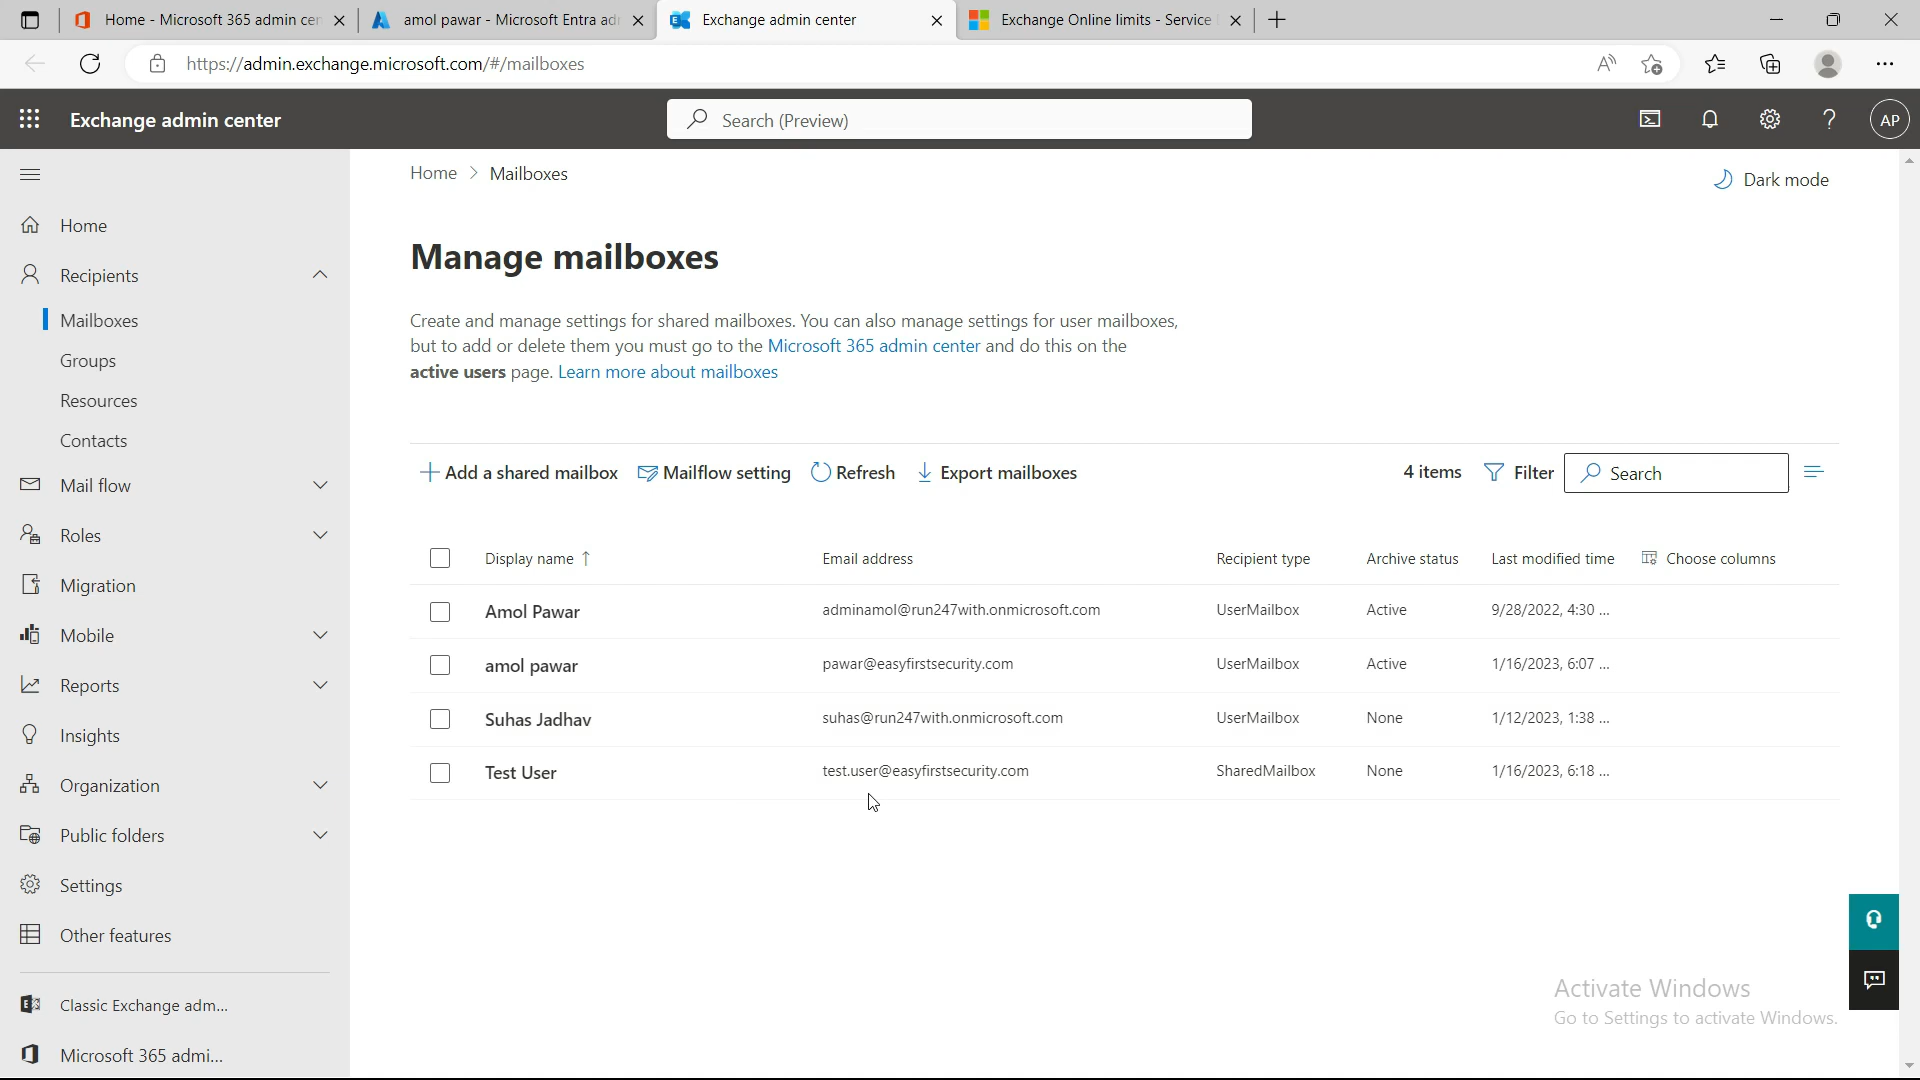 Home - Microsoft 365 admin cen
amol pawar - Microsoft Entra ad
Exchange admin center
Exchange Online limits - Service
https://admin.exchange.microsoft.com/#/mailboxes
Exchange admin center
Search (Preview)
AP
Home > Mailboxes
Dark mode
Home
Recipients
Mailboxes
Groups
Resources
Contacts
Mail flow
Roles
Migration
Mobile
Reports
Insights
Organization
Public folders
Settings
Other features
Classic Exchange adm...
Microsoft 365 admi...
Manage mailboxes
Create and manage settings for shared mailboxes. You can also manage settings for user mailboxes,
but to add or delete them you must go to the Microsoft 365 admin center and do this on the
active users page. Learn more about mailboxes
Add a shared mailbox Mailflow setting Refresh Export mailboxes 4 items Filter Search
Display name ↑ Email address Recipient type Archive status Last modified time Choose columns
Amol Pawar adminamol@run247with.onmicrosoft.com UserMailbox Active 9/28/2022, 4:30 ...
amol pawar pawar@easyfirstsecurity.com UserMailbox Active 1/16/2023, 6:07 ...
Suhas Jadhav suhas@run247with.onmicrosoft.com UserMailbox None 1/12/2023, 1:38 ...
Test User test.user@easyfirstsecurity.com SharedMailbox None 1/16/2023, 6:18 ...
Activate Windows
Go to Settings to activate Windows.